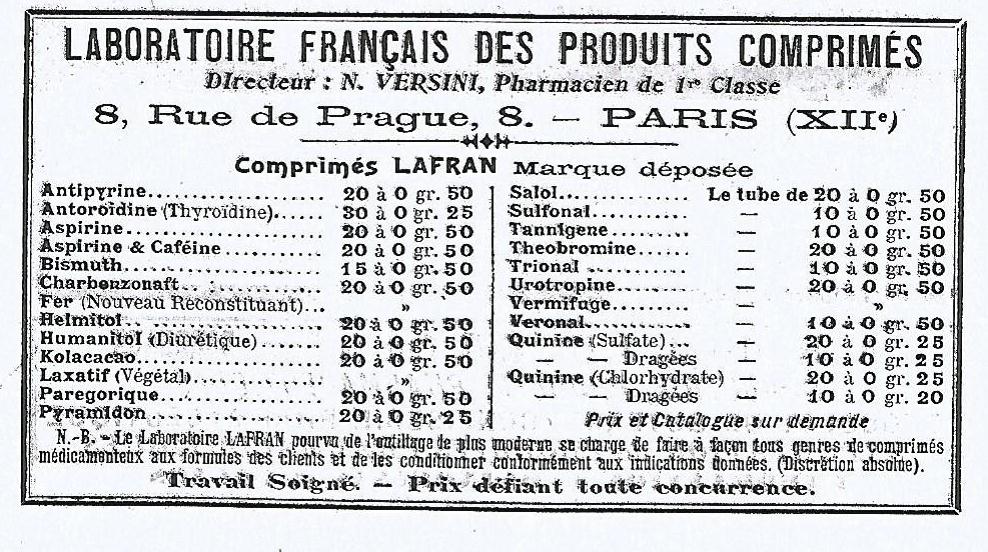 LABORATOIRE FRANÇAIS DES PRODUITS COMPRIMÉS
Directeur : N. VERSINI, Pharmacien de 1re Classe
8, Rue de Prague, 8. — PARIS (XIIe)
Comprimés LAFRAN Marque déposée
Antipyrine.................... 20 à 0 gr. 50
Antoroïdine (Thyroïdine)...... 30 à 0 gr. 25
Aspirine...................... 20 à 0 gr. 50
Aspirine & Caféine ........... 20 à 0 gr. 50
Bismuth....................... 15 à 0 gr. 50
Charbonzonaft................. 20 à 0 gr. 50
Fer (Nouveau Reconstituant)... »
Helmitol...................... 20 à 0 gr. 50
Humanitol (Diurétique)........ 20 à 0 gr. 50
Kolacacao..................... 20 à 0 gr. 50
Laxatif (Végétal)............. »
Paregorique................... 20 à 0 gr. 50
Pyramidon..................... 20 à 0 gr. 25
Salol............... Le tube de 20 à 0 gr. 50
Sulfonal.............. — 10 à 0 gr. 50
Tannigene............. — 10 à 0 gr. 50
Theobromine........... — 20 à 0 gr. 50
Trional .............. — 10 à 0 gr. 50
Urotropine............ — 20 à 0 gr. 50
Vermifuge............. — »
Veronal............... — 10 à 0 gr. 50
Quinine (Sulfate)... — 20 à 0 gr. 25
— — Dragées — 10 à 0 gr. 25
Quinine (Chlorhydrate) — 20 à 0 gr. 25
— — Dragées — 10 à 0 gr. 20
Prix et Catalogue sur demande
N.-B. - Le Laboratoire LAFRAN pourvu de l'outillage de plus moderne se charge de faire à façon tous genres de comprimés
médicamenteux aux formules des clients et de les conditionner conformément aux indications données. (Discrétion absolue).
Travail Soigné. — Prix défiant toute concurrence.